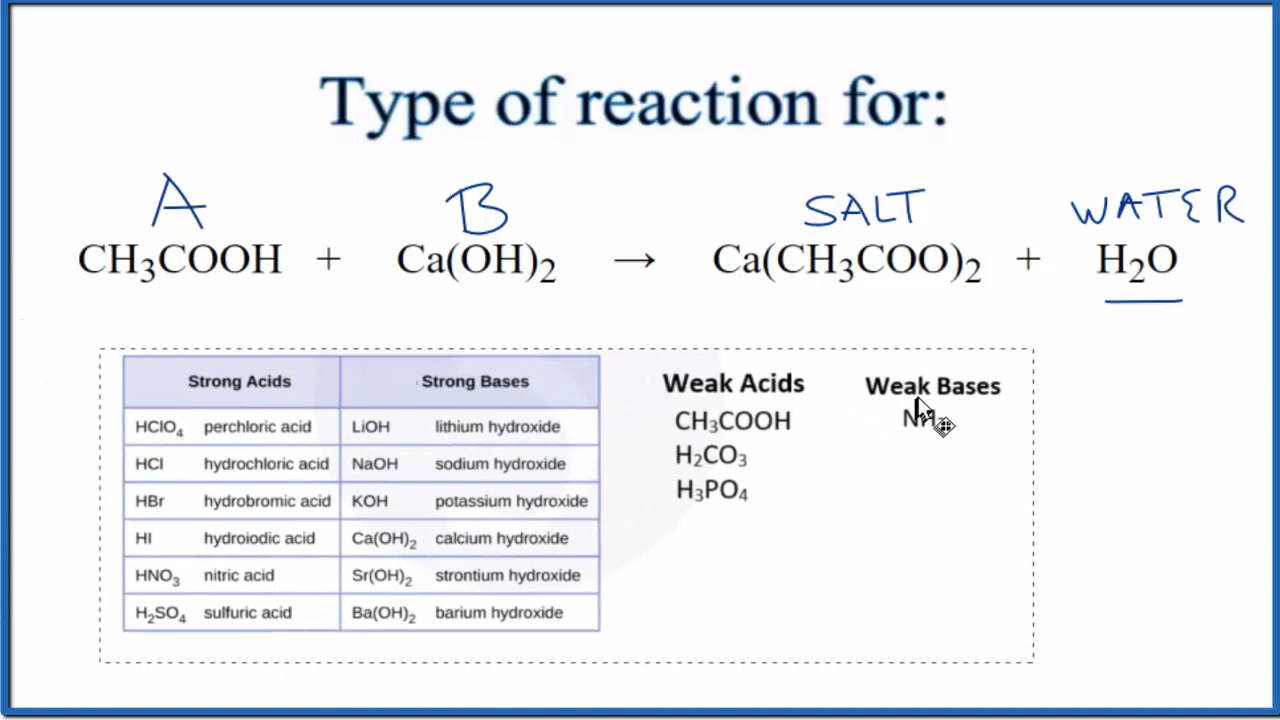 Type of reaction for:
A B SALT WATER
CH₃COOH + Ca(OH)₂ → Ca(CH₃COO)₂ + H₂O
Strong Acids Strong Bases
HClO₄ perchloric acid LiOH lithium hydroxide
HCl hydrochloric acid NaOH sodium hydroxide
HBr hydrobromic acid KOH potassium hydroxide
HI hydroiodic acid Ca(OH)₂ calcium hydroxide
HNO₃ nitric acid Sr(OH)₂ strontium hydroxide
H₂SO₄ sulfuric acid Ba(OH)₂ barium hydroxide
Weak Acids
CH₃COOH
H₂CO₃
H₃PO₄
Weak Bases